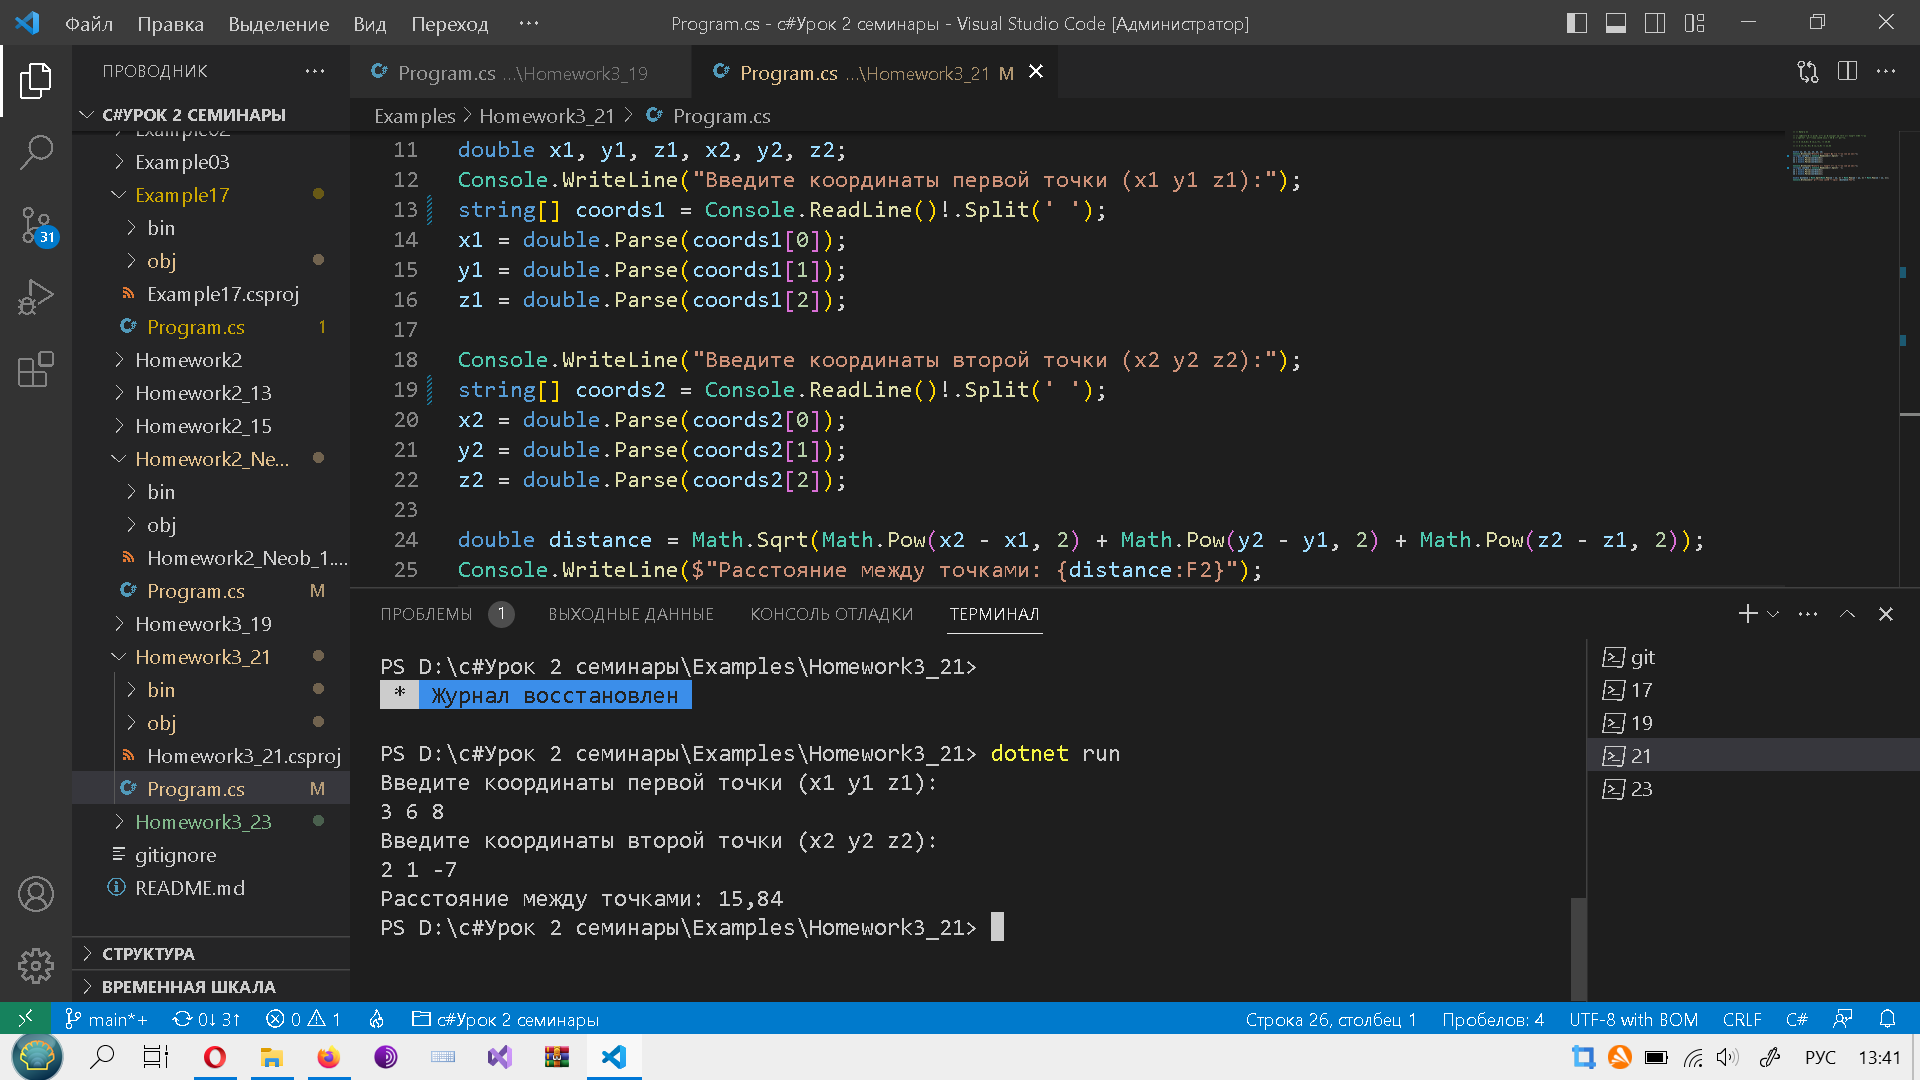 Файл Правка Выделение Вид Переход ··· Program.cs - c#Урок 2 семинары - Visual Studio Code [Администратор]
ПРОВОДНИК ···
Program.cs ...\Homework3_19
Program.cs ...\Homework3_21 M
Examples > Homework3_21 > Program.cs
C#УРОК 2 СЕМИНАРЫ
Example02
Example03
Example17
bin
obj
Example17.csproj
Program.cs 1
Homework2
Homework2_13
Homework2_15
Homework2_Ne...
bin
obj
Homework2_Neob_1....
Program.cs M
Homework3_19
Homework3_21
bin
obj
Homework3_21.csproj
Program.cs M
Homework3_23
gitignore
README.md
СТРУКТУРА
ВРЕМЕННАЯ ШКАЛА
31
11 double x1, y1, z1, x2, y2, z2;
12 Console.WriteLine("Введите координаты первой точки (x1 y1 z1):");
13 string[] coords1 = Console.ReadLine()!.Split(' ');
14 x1 = double.Parse(coords1[0]);
15 y1 = double.Parse(coords1[1]);
16 z1 = double.Parse(coords1[2]);
17
18 Console.WriteLine("Введите координаты второй точки (x2 y2 z2):");
19 string[] coords2 = Console.ReadLine()!.Split(' ');
20 x2 = double.Parse(coords2[0]);
21 y2 = double.Parse(coords2[1]);
22 z2 = double.Parse(coords2[2]);
23
24 double distance = Math.Sqrt(Math.Pow(x2 - x1, 2) + Math.Pow(y2 - y1, 2) + Math.Pow(z2 - z1, 2));
25 Console.WriteLine($"Расстояние между точками: {distance:F2}");
ПРОБЛЕМЫ 1 ВЫХОДНЫЕ ДАННЫЕ КОНСОЛЬ ОТЛАДКИ ТЕРМИНАЛ
PS D:\c#Урок 2 семинары\Examples\Homework3_21>
* Журнал восстановлен
PS D:\c#Урок 2 семинары\Examples\Homework3_21> dotnet run
Введите координаты первой точки (x1 y1 z1):
3 6 8
Введите координаты второй точки (x2 y2 z2):
2 1 -7
Расстояние между точками: 15,84
PS D:\c#Урок 2 семинары\Examples\Homework3_21>
git
17
19
21
23
main*+ 0↓ 3↑ 0 1 c#Урок 2 семинары Строка 26, столбец 1 Пробелов: 4 UTF-8 with BOM CRLF C#
РУС 13:41